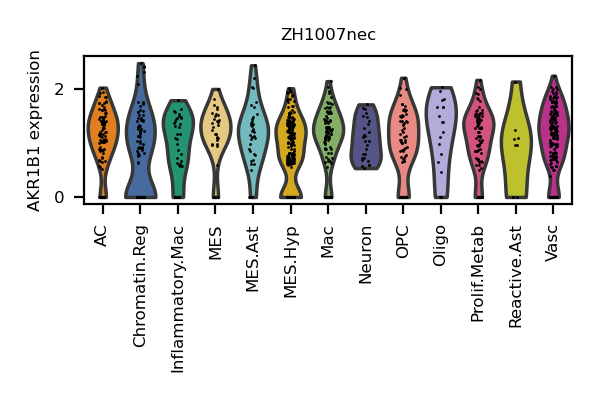 ZH1007nec
AKR1B1 expression
2
0
AC
Chromatin.Reg
Inflammatory.Mac
MES
MES.Ast
MES.Hyp
Mac
Neuron
OPC
Oligo
Prolif.Metab
Reactive.Ast
Vasc